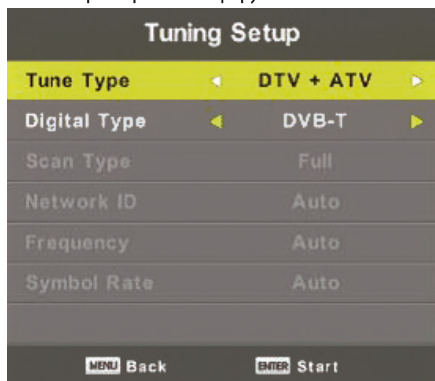 Tuning Setup
Tune Type DTV + ATV
Digital Type DVB-T
Scan Type Full
Network ID Auto
Frequency Auto
Symbol Rate Auto
MENU Back ENTER Start